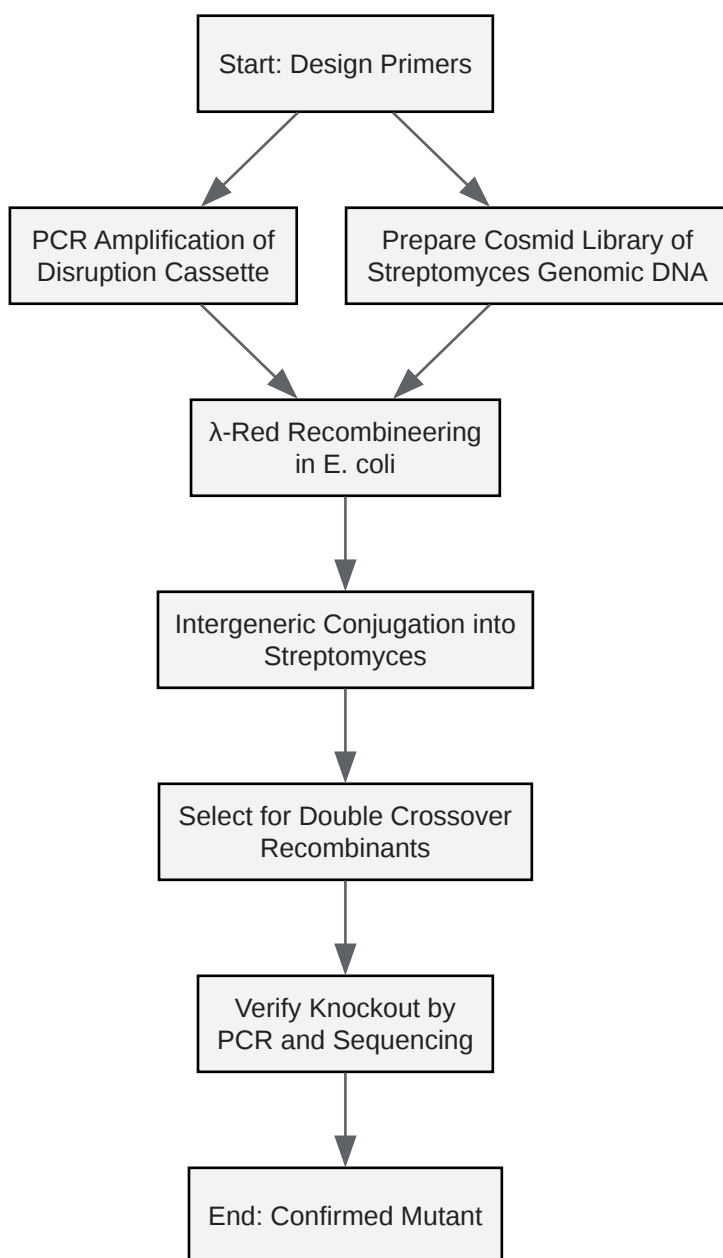 Start: Design Primers
PCR Amplification of
Disruption Cassette
Prepare Cosmid Library of
Streptomyces Genomic DNA
λ-Red Recombineering
in E. coli
Intergeneric Conjugation into
Streptomyces
Select for Double Crossover
Recombinants
Verify Knockout by
PCR and Sequencing
End: Confirmed Mutant